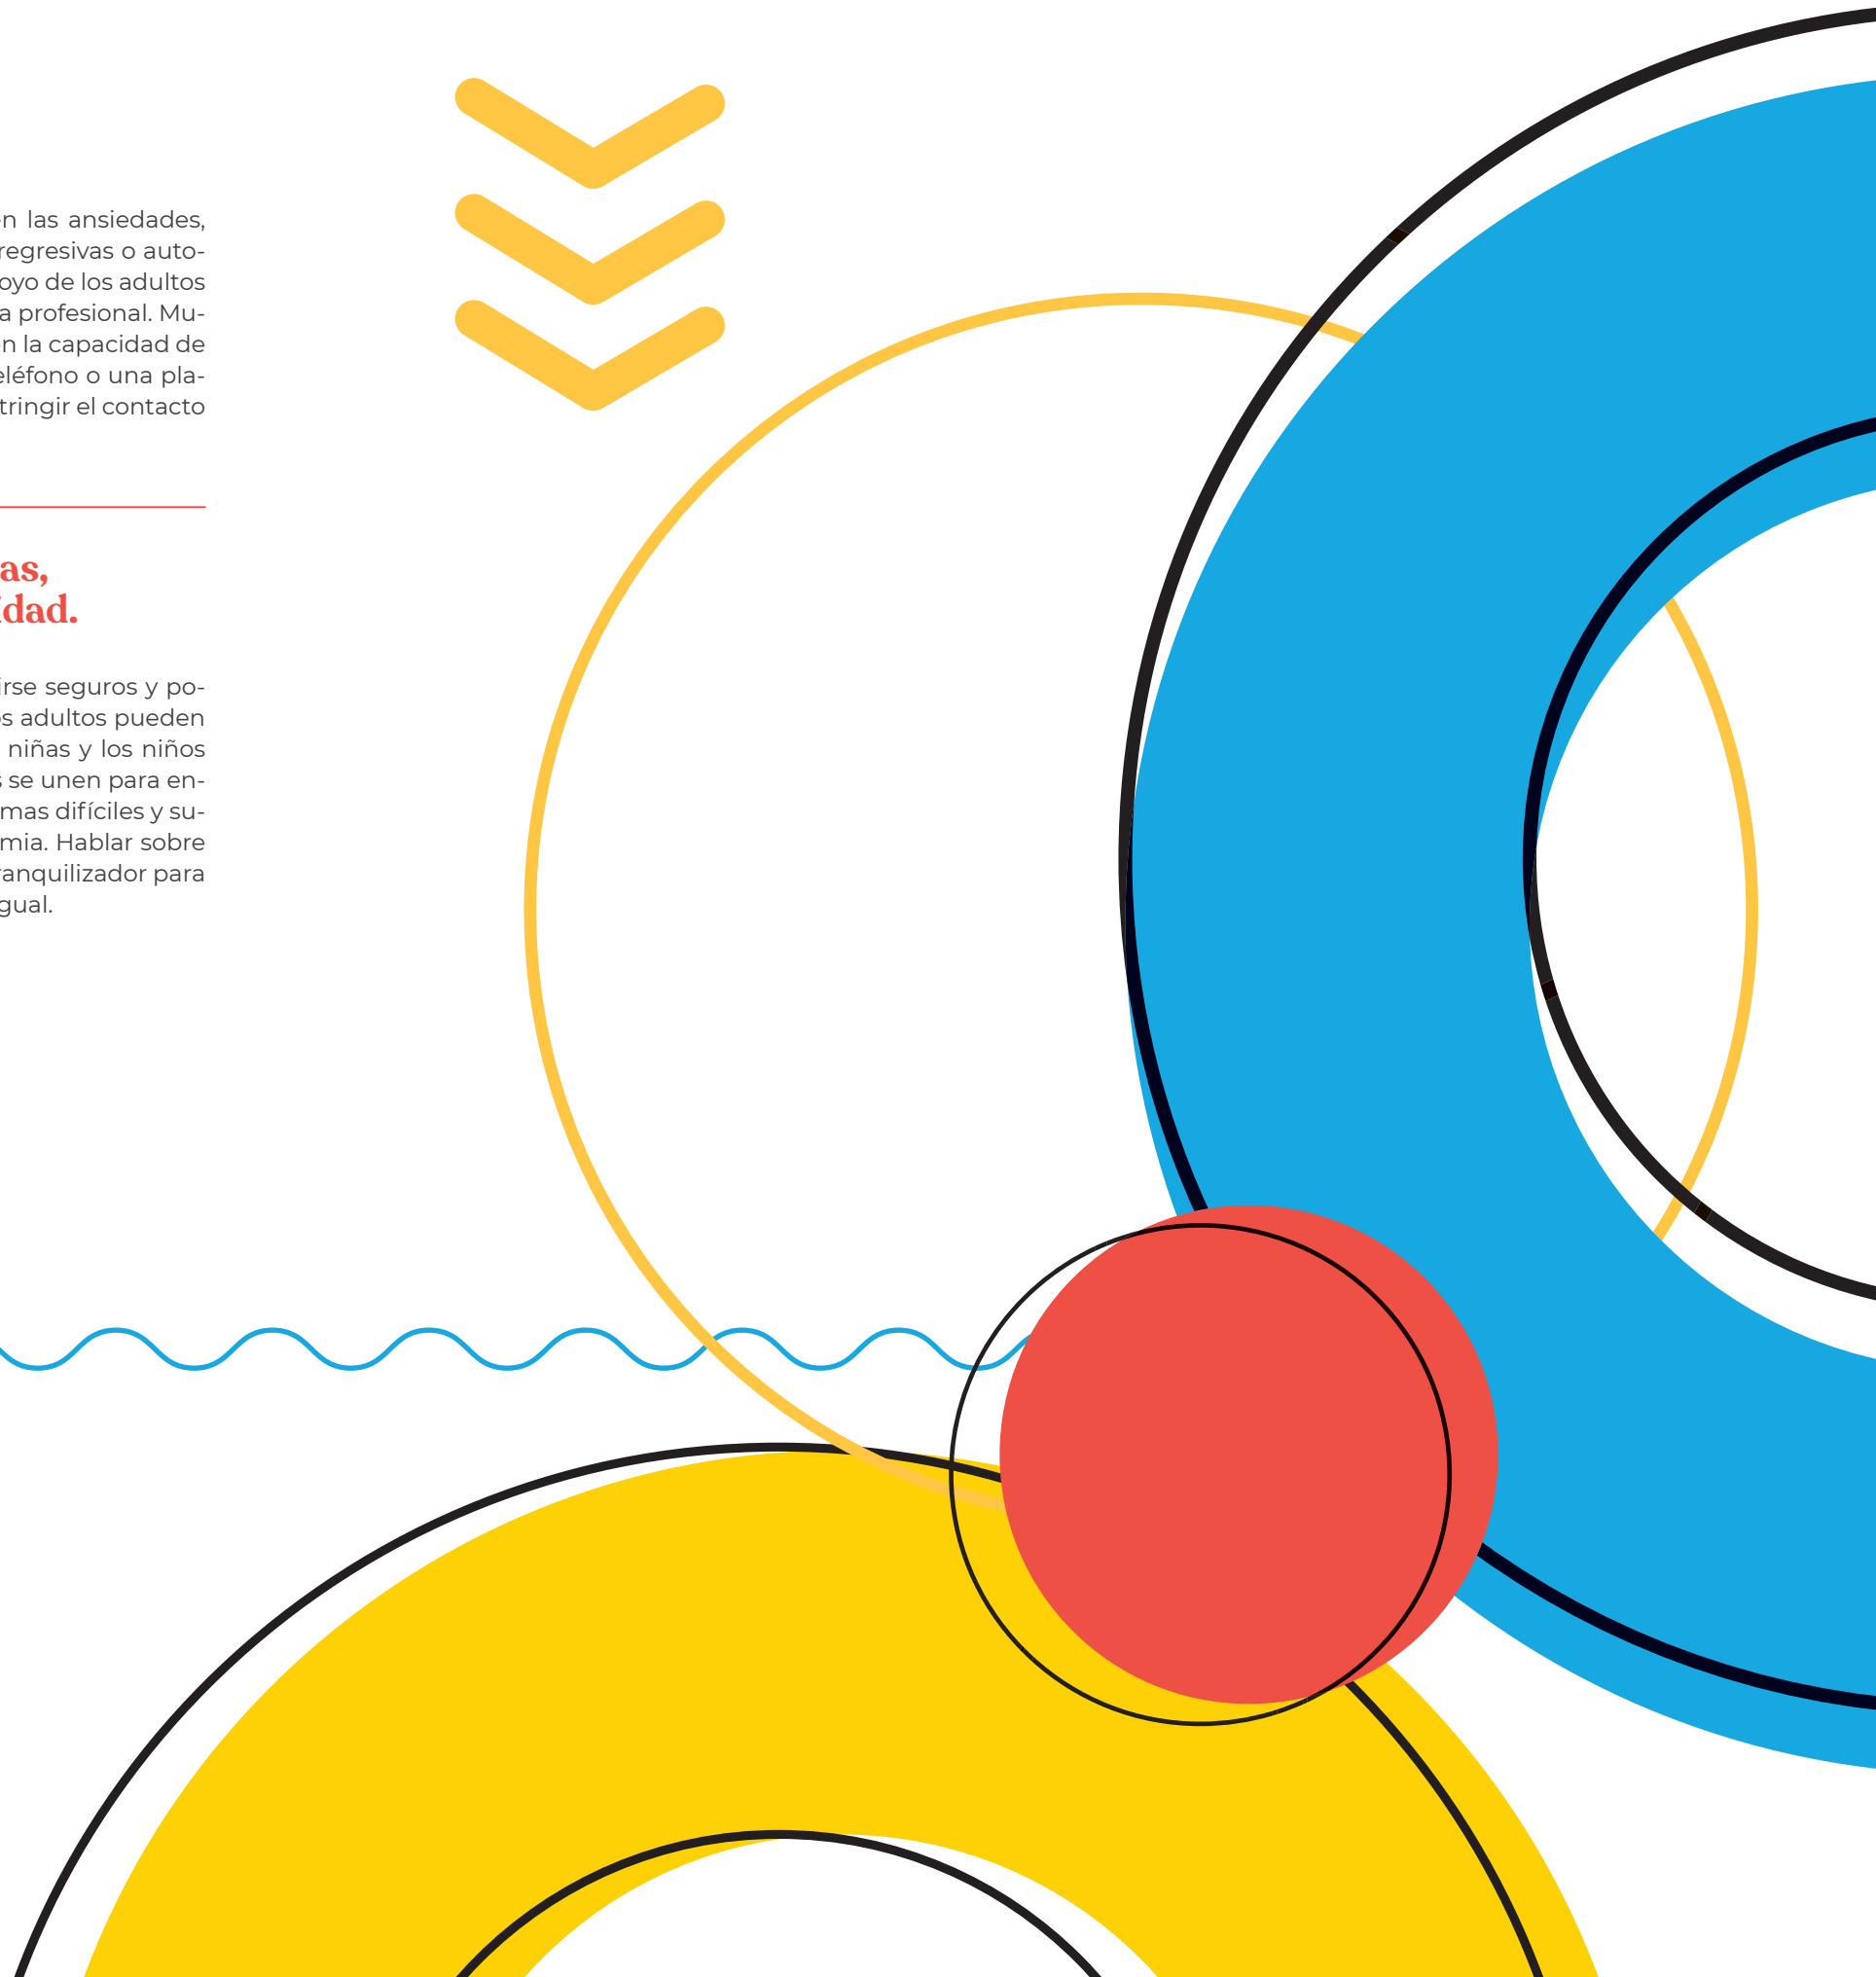 n las ansiedades,
regresivas o auto-
oyo de los adultos
a profesional. Mu-
n la capacidad de
eléfono o una pla-
tringir el contacto
as,
idad.
irse seguros y po-
s adultos pueden
niñas y los niños
s se unen para en-
mas difíciles y su-
mia. Hablar sobre
ranquilizador para
gual.